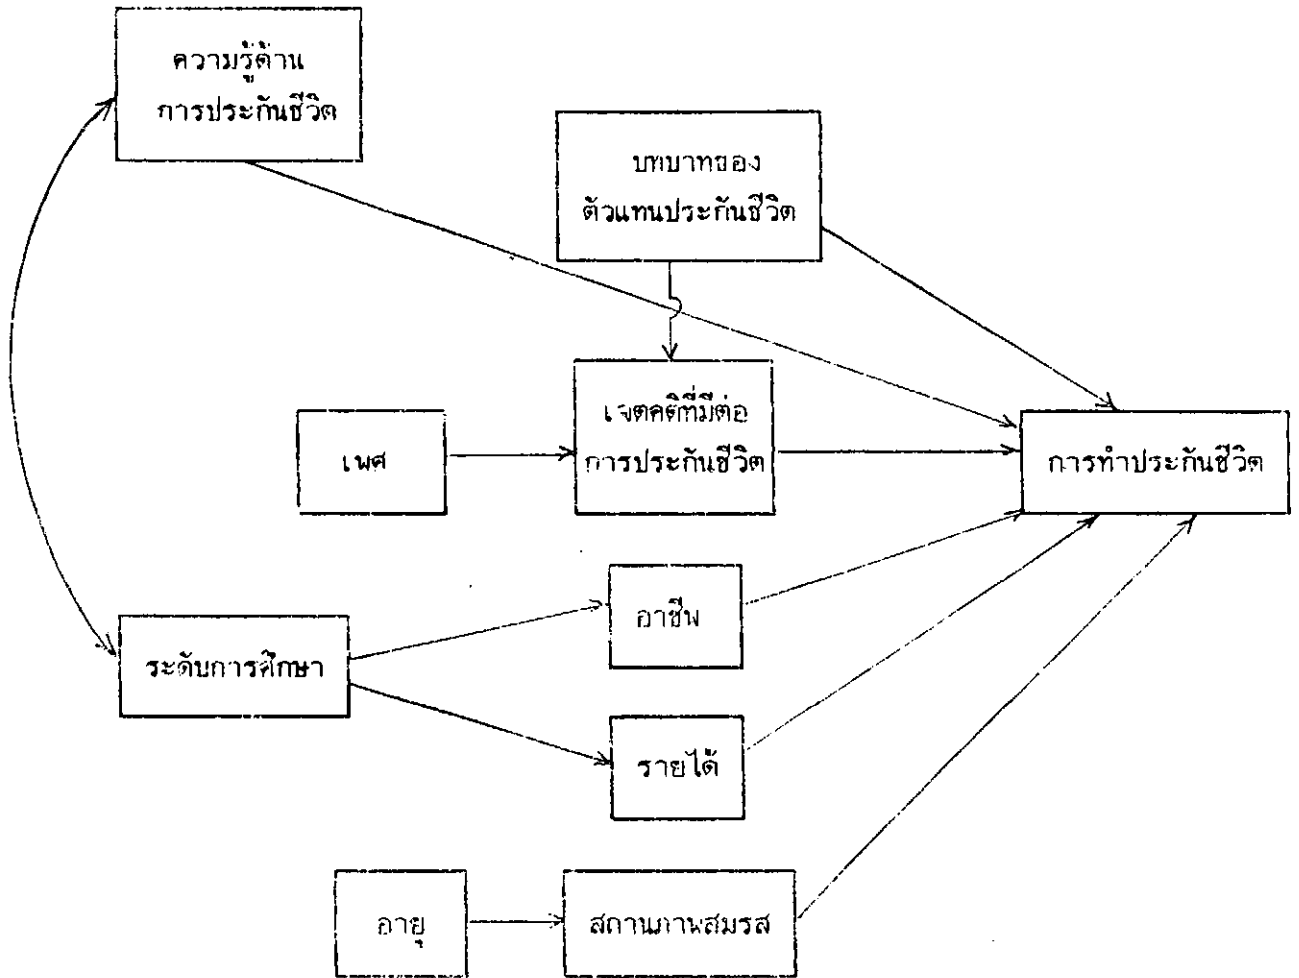 ความรู้ด้าน
การประกันชีวิต
บทบาทของ
ตัวแทนประกันชีวิต
เจตคติที่มีต่อ
การประกันชีวิต
เพศ
การทำประกันชีวิต
อาชีพ
ระดับการศึกษา
รายได้
อายุ
สถานภาพสมรส